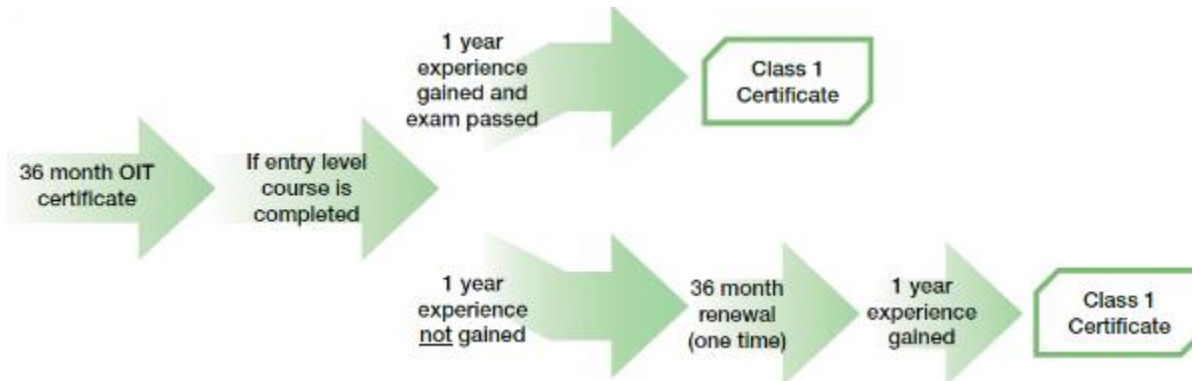 36 month OIT
certificate
If entry level
course is
completed
1 year
experience
gained and
exam passed
Class 1
Certificate
1 year
experience
not gained
36 month
renewal
(one time)
1 year
experience
gained
Class 1
Certificate